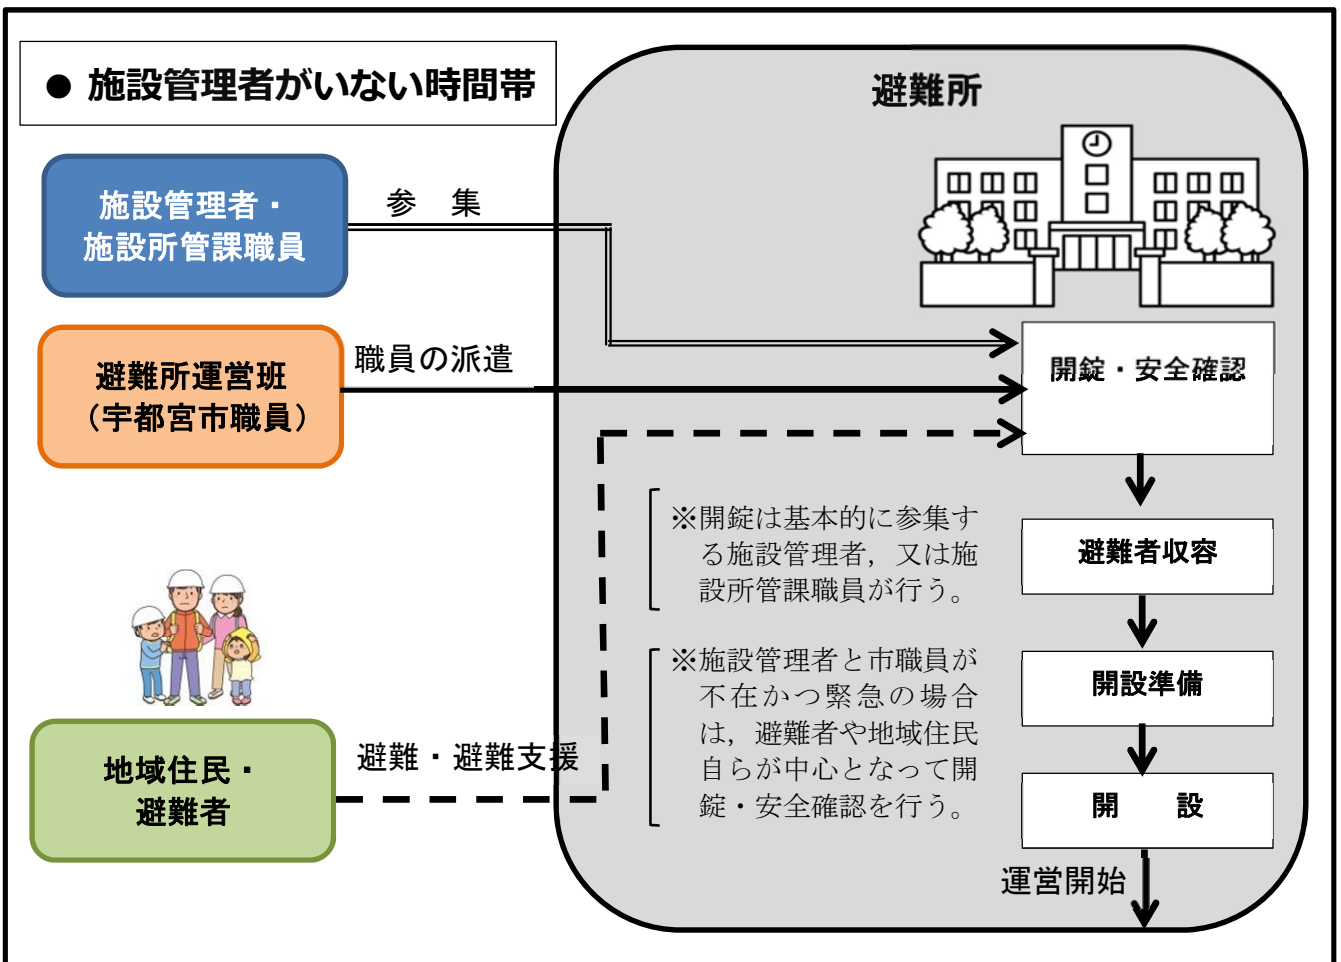 ● 施設管理者がいない時間帯
避難所
施設管理者・
施設所管課職員
参　集
避難所運営班
（宇都宮市職員）
職員の派遣
開錠・安全確認
※開錠は基本的に参集す
る施設管理者，又は施
設所管課職員が行う。
避難者収容
※施設管理者と市職員が
不在かつ緊急の場合
は，避難者や地域住民
自らが中心となって開
錠・安全確認を行う。
開設準備
地域住民・
避難者
避難・避難支援
開　　設
運営開始